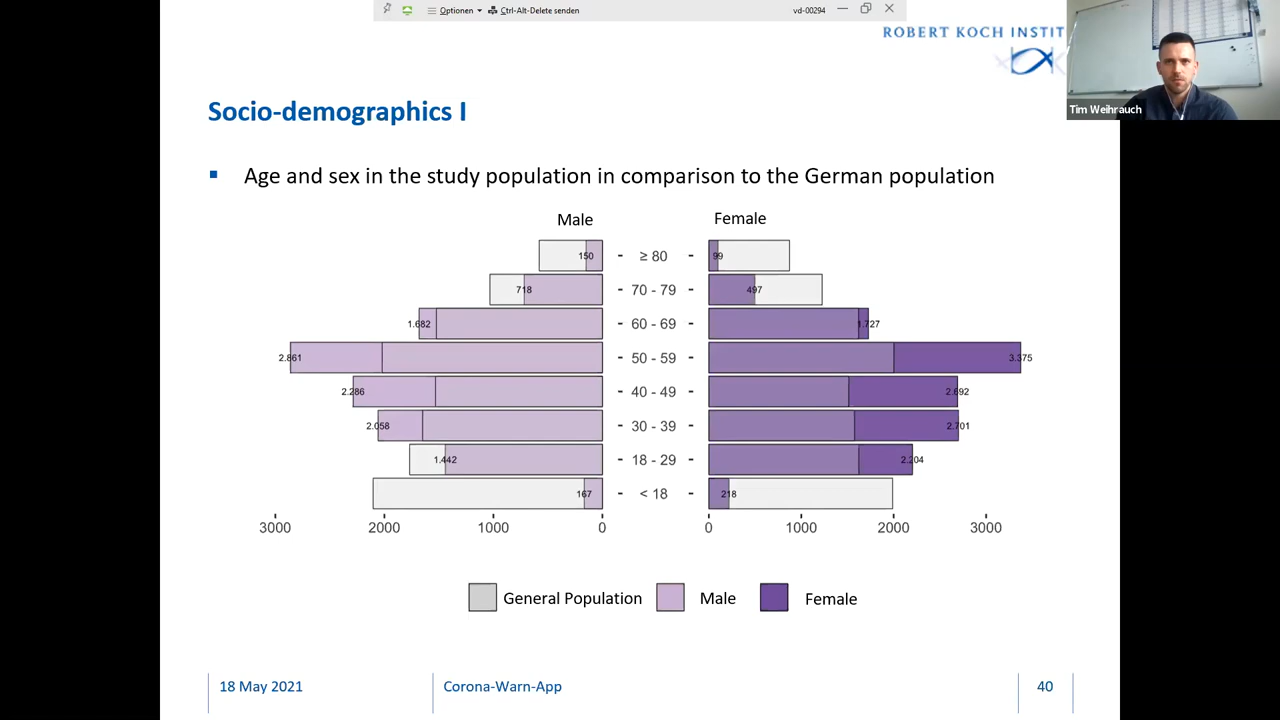 Optionen
Ctrl-Alt-Delete senden
vd-00294
ROBERT KOCH INSTIT
Tim Weihrauch
Socio-demographics I
Age and sex in the study population in comparison to the German population
Male
Female
150 - ≥ 80 - 99
718 - 70 - 79 - 497
1.682 - 60 - 69 - 1.727
2.861 - 50 - 59 - 3.375
2.286 - 40 - 49 - 2.692
2.058 - 30 - 39 - 2.701
1.442 - 18 - 29 - 2.204
167 - < 18 - 218
3000 2000 1000 0 0 1000 2000 3000
General Population Male Female
18 May 2021
Corona-Warn-App
40